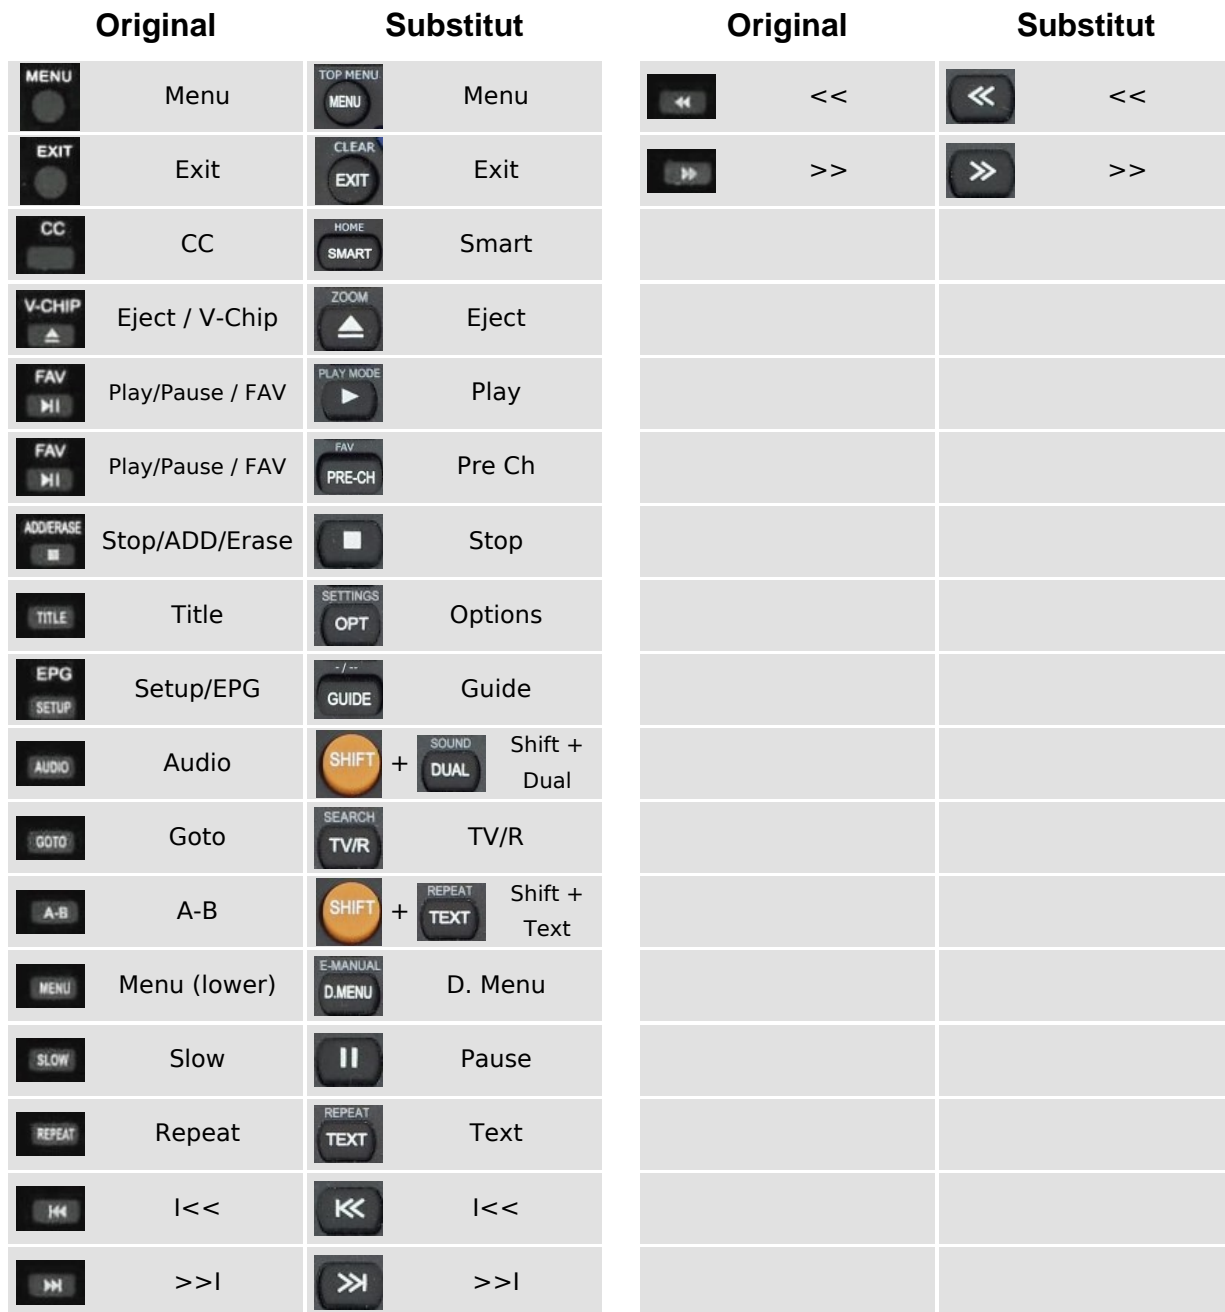 Original Substitut Original Substitut
MENU Menu TOP MENU MENU Menu << <<
EXIT Exit CLEAR EXIT Exit >> >>
CC CC HOME SMART Smart
V-CHIP Eject / V-Chip ZOOM Eject
FAV Play/Pause / FAV PLAY MODE Play
FAV Play/Pause / FAV FAV PRE-CH Pre Ch
ADD/ERASE Stop/ADD/Erase Stop
TITLE Title SETTINGS OPT Options
EPG SETUP Setup/EPG - / -- GUIDE Guide
AUDIO Audio SHIFT + SOUND DUAL Shift +
Dual
GOTO Goto SEARCH TV/R TV/R
A-B A-B SHIFT + REPEAT TEXT Shift +
Text
MENU Menu (lower) E-MANUAL D.MENU D. Menu
SLOW Slow Pause
REPEAT Repeat REPEAT TEXT Text
I<< I<<
>>I >>I